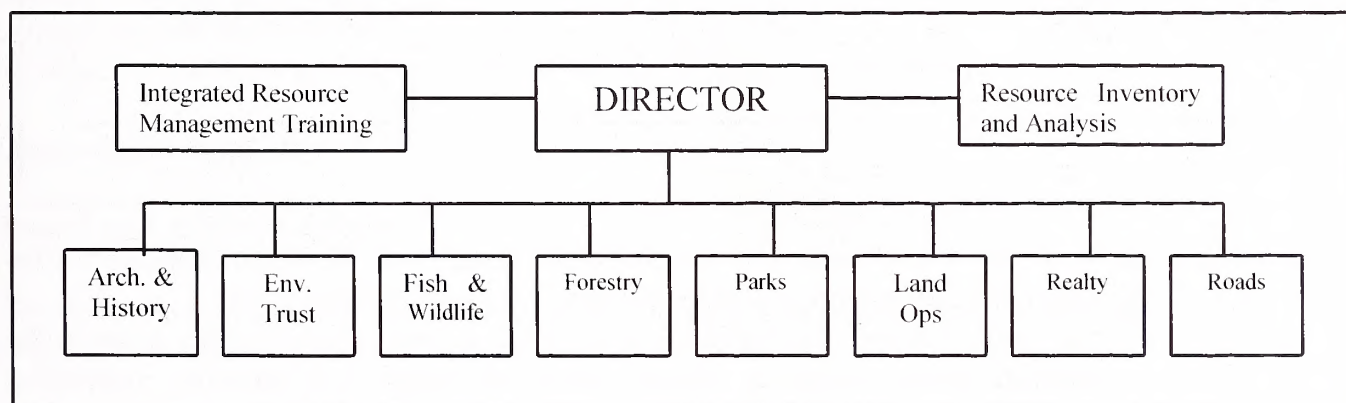 Integrated Resource
Management Training
DIRECTOR
Resource Inventory
and Analysis
Arch. &
History
Env.
Trust
Fish &
Wildlife
Forestry
Parks
Land
Ops
Realty
Roads